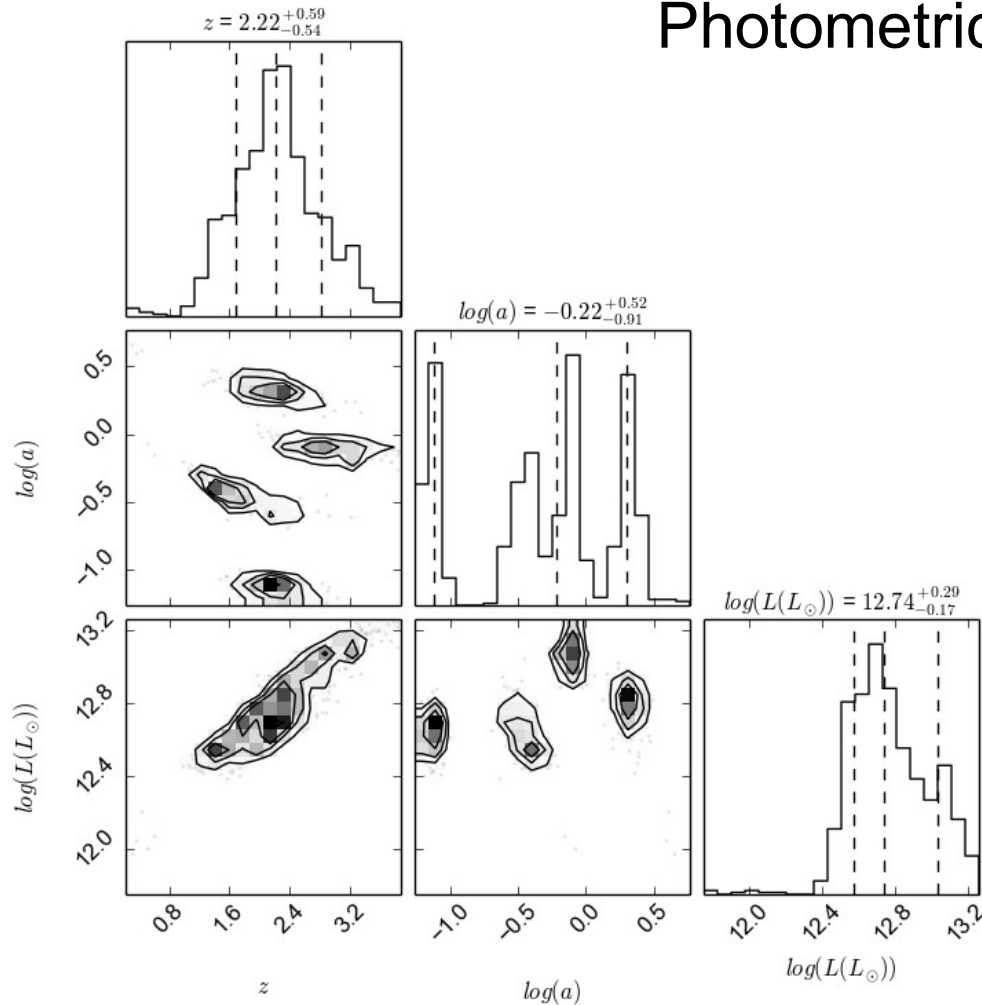 Photometric
z = 2.22 +0.59 −0.54
log(a) = −0.22 +0.52 −0.91
0.5
0.0
−0.5
−1.0
log(a)
log(L(L⊙)) = 12.74 +0.29 −0.17
13.2
12.8
12.4
12.0
log(L(L⊙))
0.8 1.6 2.4 3.2
−1.0 −0.5 0.0 0.5
12.0 12.4 12.8 13.2
z
log(a)
log(L(L⊙))